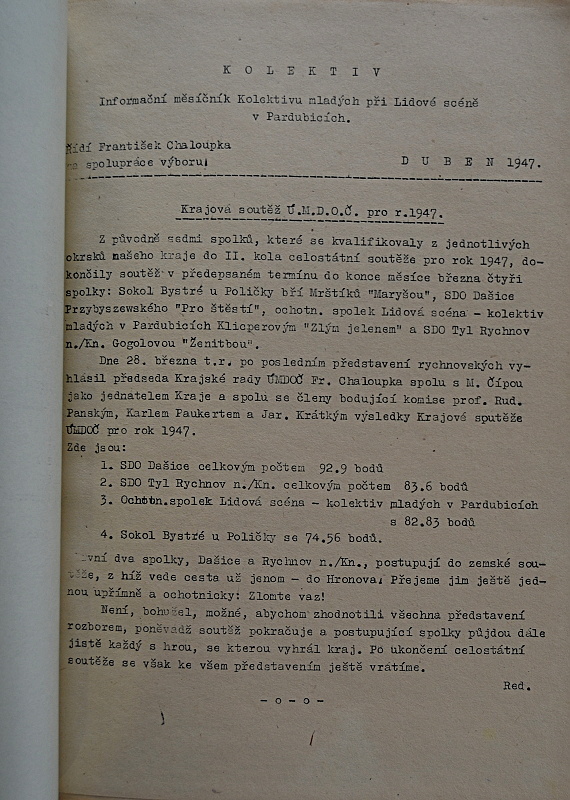 K O L E K T I V
Informační měsíčník Kolektivu mladých při Lidové scéně
v Pardubicích.
Řídí František Chaloupka
za spolupráce výboru.
D U B E N 1947.
Krajová soutěž Ú.M.D.O.Č. pro r.1947.
Z původně sedmi spolků, které se kvalifikovaly z jednotlivých
okrsků našeho kraje do II. kola celostátní soutěže pro rok 1947, do-
končily soutěž v předepsaném termínu do konce měsíce března čtyři
spolky: Sokol Bystré u Poličky bří Mrštíků "Maryšou", SDO Dašice
Przybyszewského "Pro štěstí", ochotn. spolek Lidová scéna - kolektiv
mladých v Pardubicích Klicperovým "Zlým jelenem" a SDO Tyl Rychnov
n./Kn. Gogolovou "Ženitbou".
Dne 28. března t.r. po posledním představení rychnovských vy-
hlásil předseda Krajské rady ÚMDOČ Fr. Chaloupka spolu s M. Čípou
jako jednatelem Kraje a spolu se členy bodující komise prof. Rud.
Panským, Karlem Paukertem a Jar. Krátkým výsledky Krajové soutěže
ÚMDOČ pro rok 1947.
Zde jsou:
1. SDO Dašice celkovým počtem 92.9 bodů
2. SDO Tyl Rychnov n./Kn. celkovým počtem 83.6 bodů
3. Ochotn.spolek Lidová scéna - kolektiv mladých v Pardubicích
s 82.83 bodů
4. Sokol Bystré u Poličky se 74.56 bodů.
První dva spolky, Dašice a Rychnov n./Kn., postupují do zemské sou-
těže, z híž vede cesta už jenom - do Hronova. Přejeme jim ještě jed-
nou upřímně a ochotnicky: Zlomte vaz!
Není, bohužel, možné, abychom zhodnotili všechna představení
rozborem, poněvadž soutěž pokračuje a postupující spolky půjdou dále
jistě každý s hrou, se kterou vyhrál kraj. Po ukončení celostátní
soutěže se však ke všem představením ještě vrátíme.
Red.
- o - o -